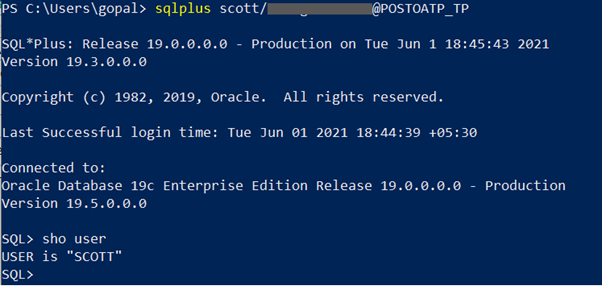 PS C:\Users\gopal> sqlplus scott/@POSTOATP_TP
SQL*Plus: Release 19.0.0.0.0 - Production on Tue Jun 1 18:45:43 2021
Version 19.3.0.0.0
Copyright (c) 1982, 2019, Oracle.  All rights reserved.
Last Successful login time: Tue Jun 01 2021 18:44:39 +05:30
Connected to:
Oracle Database 19c Enterprise Edition Release 19.0.0.0.0 - Production
Version 19.5.0.0.0
SQL> sho user
USER is "SCOTT"
SQL>